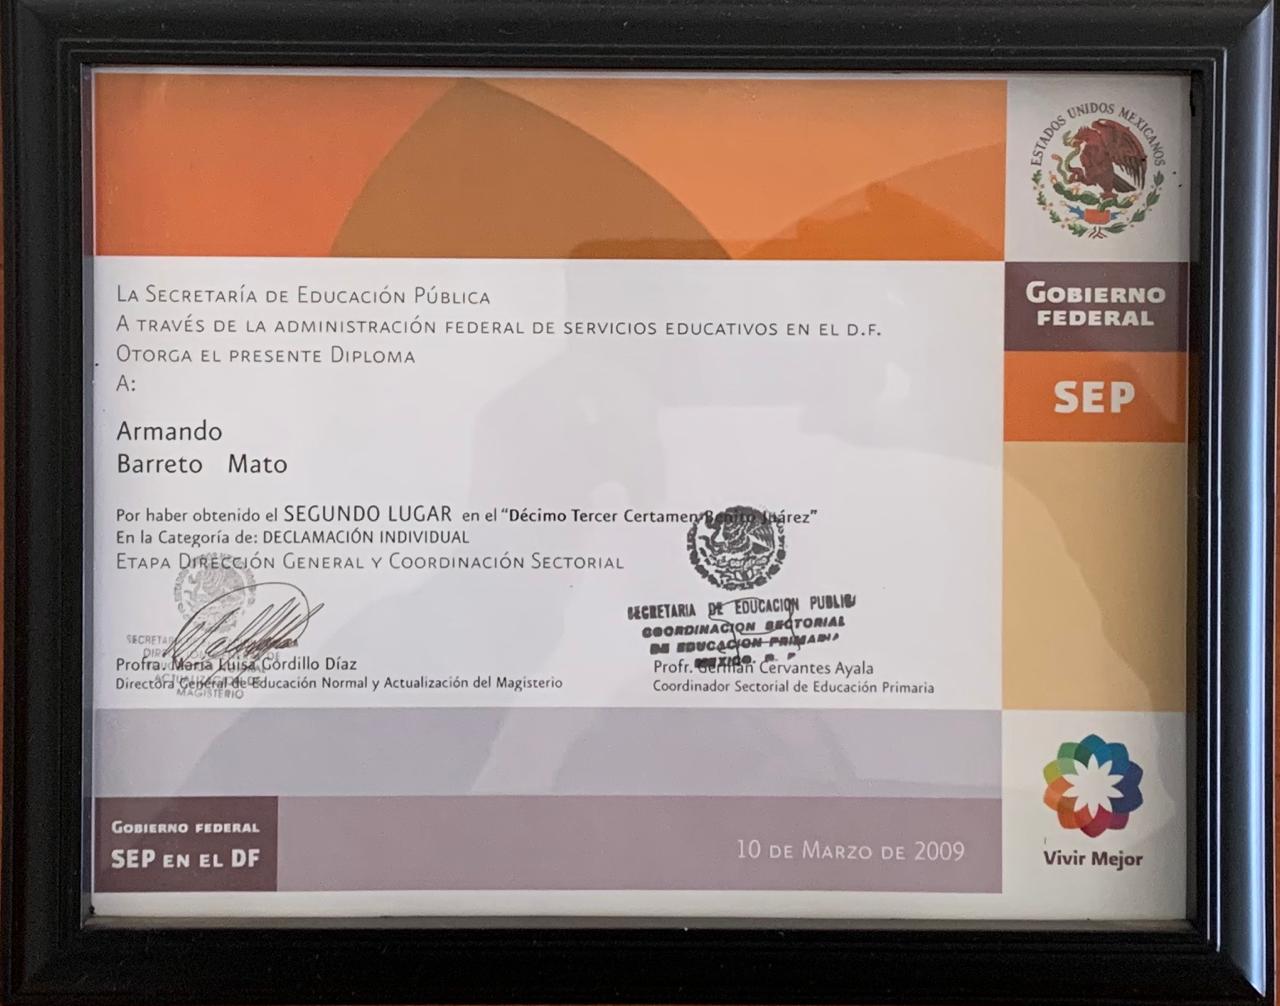 ESTADOS UNIDOS MEXICANOS
GOBIERNO
FEDERAL
SEP
LA SECRETARÍA DE EDUCACIÓN PÚBLICA
A TRAVÉS DE LA ADMINISTRACIÓN FEDERAL DE SERVICIOS EDUCATIVOS EN EL D.F.
OTORGA EL PRESENTE DIPLOMA
A:
Armando
Barreto Mato
Por haber obtenido el SEGUNDO LUGAR en el “Décimo Tercer Certamen Benito Juárez”
En la Categoría de: DECLAMACIÓN INDIVIDUAL
ETAPA DIRECCIÓN GENERAL Y COORDINACIÓN SECTORIAL
MAGISTERIO
Profra. María Luisa Gordillo Díaz
Directora General de Educación Normal y Actualización del Magisterio
SECRETARIA DE EDUCACION PUBLICA
COORDINACION SECTORIAL
DE EDUCACION PRIMARIA
MEXICO.
Profr. Germán Cervantes Ayala
Coordinador Sectorial de Educación Primaria
GOBIERNO FEDERAL
SEP EN EL DF
10 DE MARZO DE 2009
Vivir Mejor